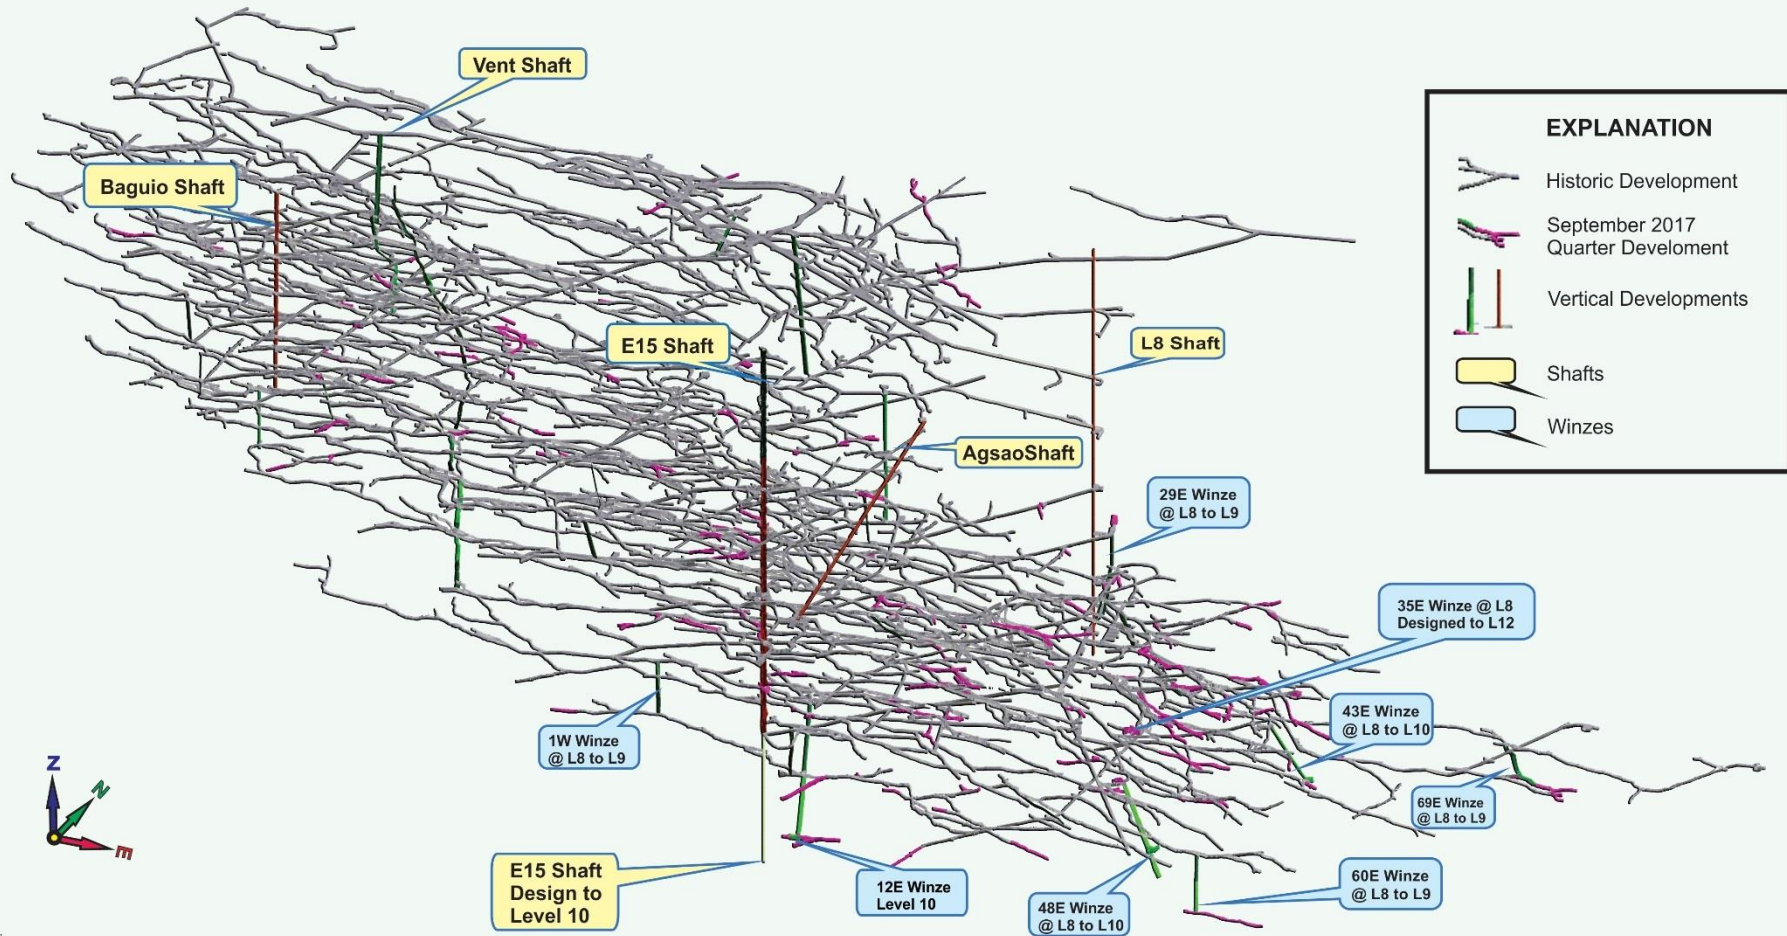 Vent Shaft
Baguio Shaft
E15 Shaft
L8 Shaft
AgsaoShaft
29E Winze
@ L8 to L9
35E Winze @ L8
Designed to L12
43E Winze
@ L8 to L10
1W Winze
@ L8 to L9
69E Winze
@ L8 to L9
E15 Shaft
Design to
Level 10
12E Winze
Level 10
48E Winze
@ L8 to L10
60E Winze
@ L8 to L9
Z
N
E
EXPLANATION
Historic Development
September 2017
Quarter Develoment
Vertical Developments
Shafts
Winzes